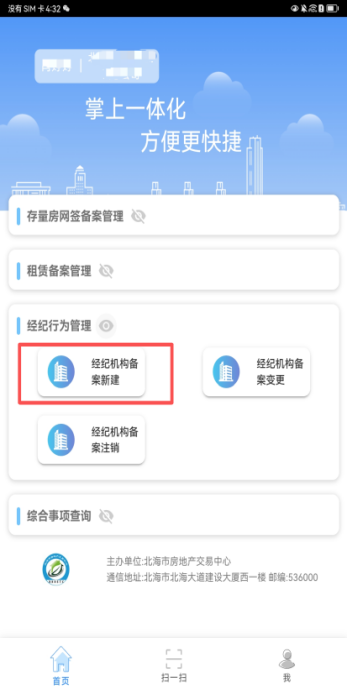 没有 SIM 卡 4:32
掌上一体化
方便更快捷
存量房网签备案管理
租赁备案管理
经纪行为管理
经纪机构备
案新建
经纪机构备
案变更
经纪机构备
案注销
综合事项查询
主办单位:北海市房地产交易中心
通信地址:北海市北海大道建设大厦西一楼 邮编:536000
首页
扫一扫
我